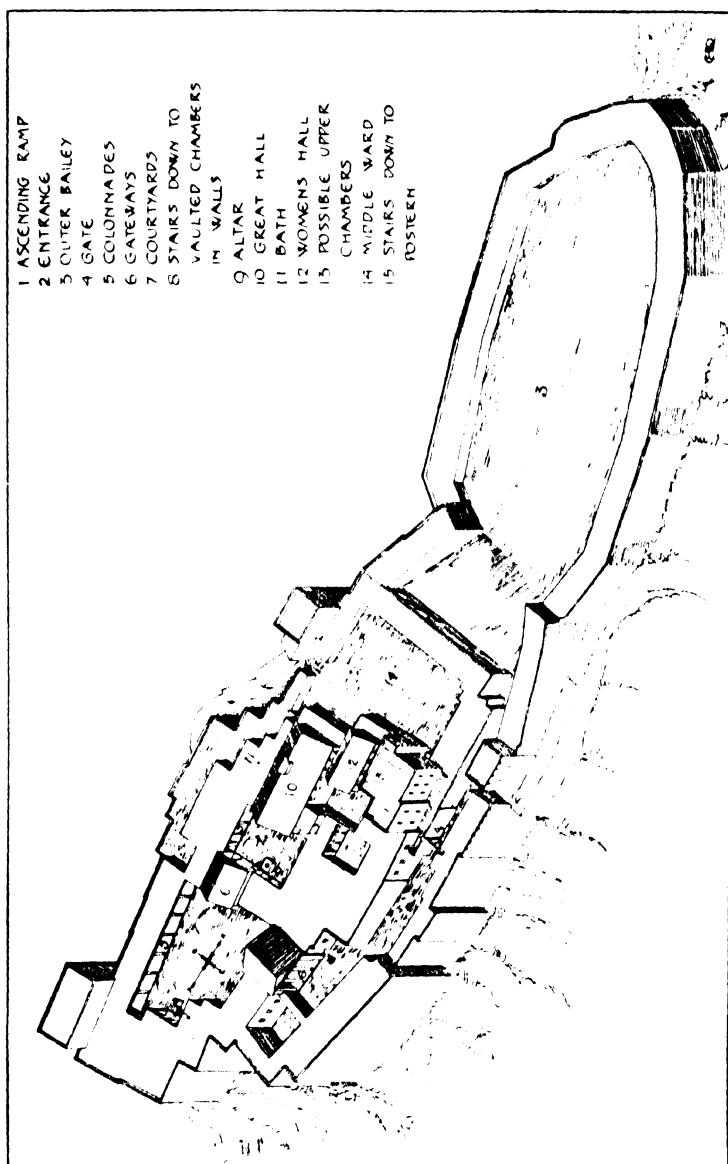 1 ASCENDING RAMP
2 ENTRANCE
3 OUTER BAILEY
4 GATE
5 COLONNADES
6 GATEWAYS
7 COURTYARDS
8 STAIRS DOWN TO
VAULTED CHAMBERS
IN WALLS
9 ALTAR
10 GREAT HALL
11 BATH
12 WOMENS HALL
13 POSSIBLE UPPER
CHAMBERS
14 MIDDLE WARD
15 STAIRS DOWN TO
POSTERN
3
10